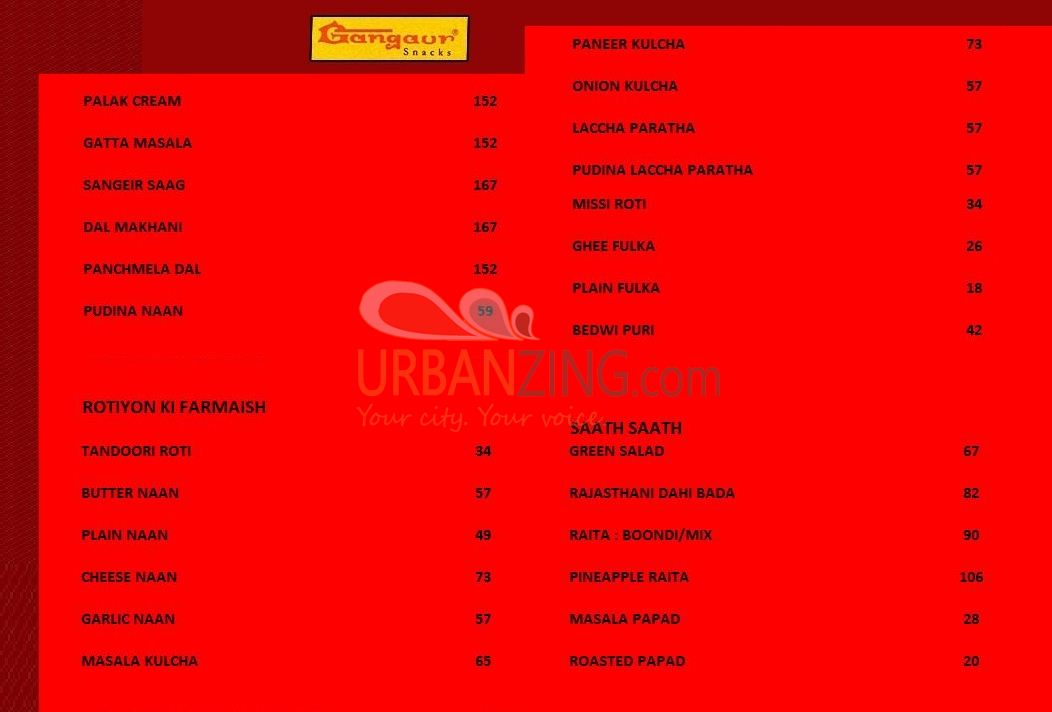 Gangaur®
Snacks
PALAK CREAM 152
GATTA MASALA 152
SANGEIR SAAG 167
DAL MAKHANI 167
PANCHMELA DAL 152
PUDINA NAAN 59
ROTIYON KI FARMAISH
TANDOORI ROTI 34
BUTTER NAAN 57
PLAIN NAAN 49
CHEESE NAAN 73
GARLIC NAAN 57
MASALA KULCHA 65
PANEER KULCHA 73
ONION KULCHA 57
LACCHA PARATHA 57
PUDINA LACCHA PARATHA 57
MISSI ROTI 34
GHEE FULKA 26
PLAIN FULKA 18
BEDWI PURI 42
SAATH SAATH
GREEN SALAD 67
RAJASTHANI DAHI BADA 82
RAITA : BOONDI/MIX 90
PINEAPPLE RAITA 106
MASALA PAPAD 28
ROASTED PAPAD 20
URBANZING.com
Your city. Your voice.